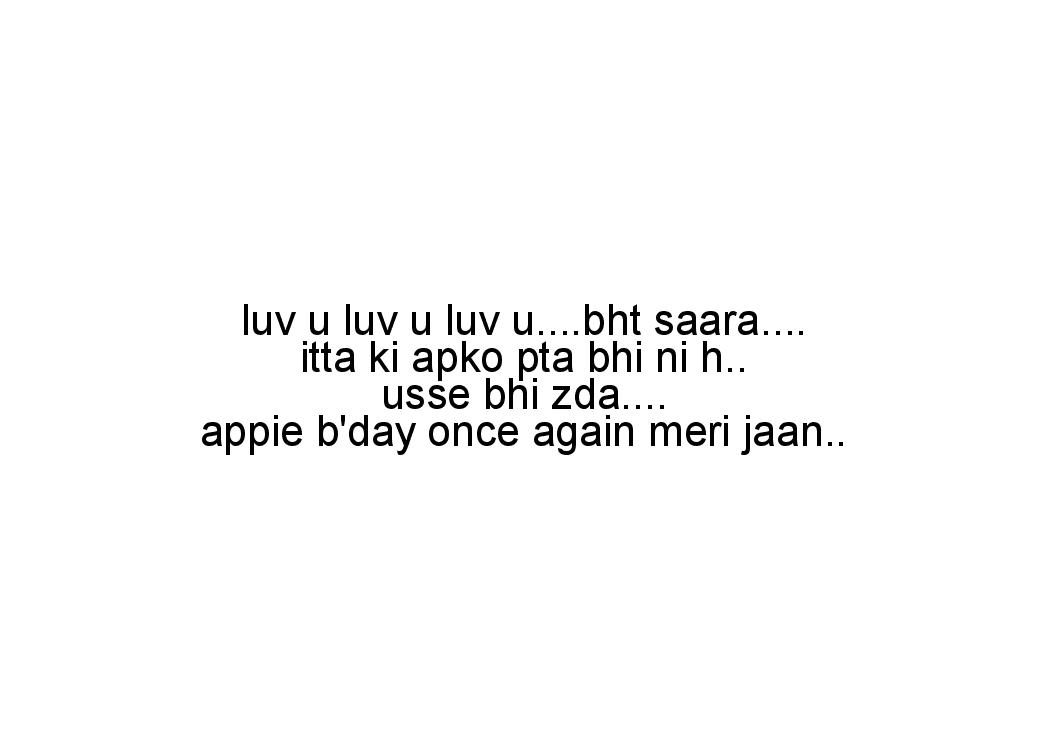 luv u luv u luv u....bht saara....
itta ki apko pta bhi ni h..
usse bhi zda....
appie b'day once again meri jaan..